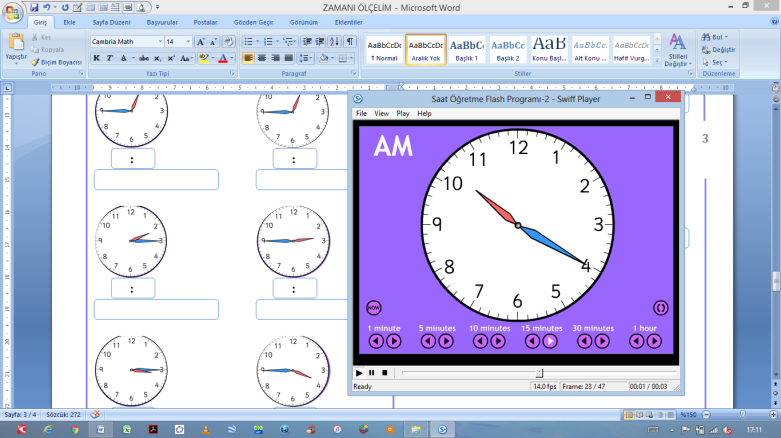 ZAMANI ÖLÇELİM - Microsoft Word
Giriş Ekle Sayfa Düzeni Başvurular Postalar Gözden Geçir Görünüm Eklentiler
Yapıştır
Kes
Kopyala
Biçim Boyacısı
Pano
Cambria Math 14
K T A
Yazı Tipi
Paragraf
AaBbCcDc AaBbCcDc AaBbC AaBbCc AaB AaBbCc. AaBbCcDc
¶ Normal Aralık Yok Başlık 1 Başlık 2 Konu Başl... Alt Konu ... Hafif Vurg...
Stiller
Stilleri Değiştir
Bul
Değiştir
Seç
Düzenleme
3
:
:
:
:
Saat Öğretme Flash Programı-2 - Swiff Player
File View Play Help
AM
12
1
2
3
4
5
6
7
8
9
10
11
NOW
1 minute 5 minutes 10 minutes 15 minutes 30 minutes 1 hour
Ready 14.0 fps Frame: 23 / 47 00:01 / 00:03
Sayfa: 3 / 4 Sözcük: 272 %150
17:11